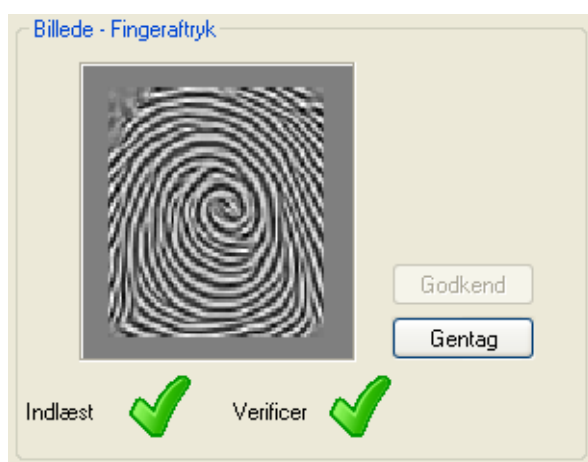 Billede - Fingeraftryk
Godkend
Gentag
Indlæst
Verificer